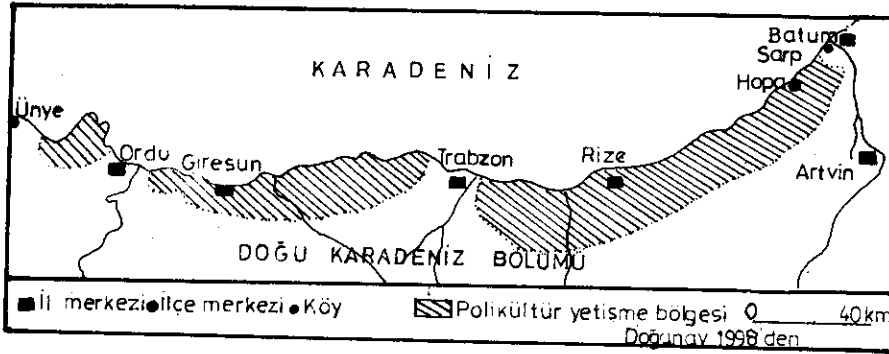 Batum
Sarp
KARADENİZ
Hopa
Ünye
Ordu
Giresun
Trabzon
Rize
Artvin
DOĞU KARADENİZ BÖLÜMÜ
İl merkezi İlçe merkezi Köy Polikültür yetisme bölgesi 0 40km
Doğanay 1998'den